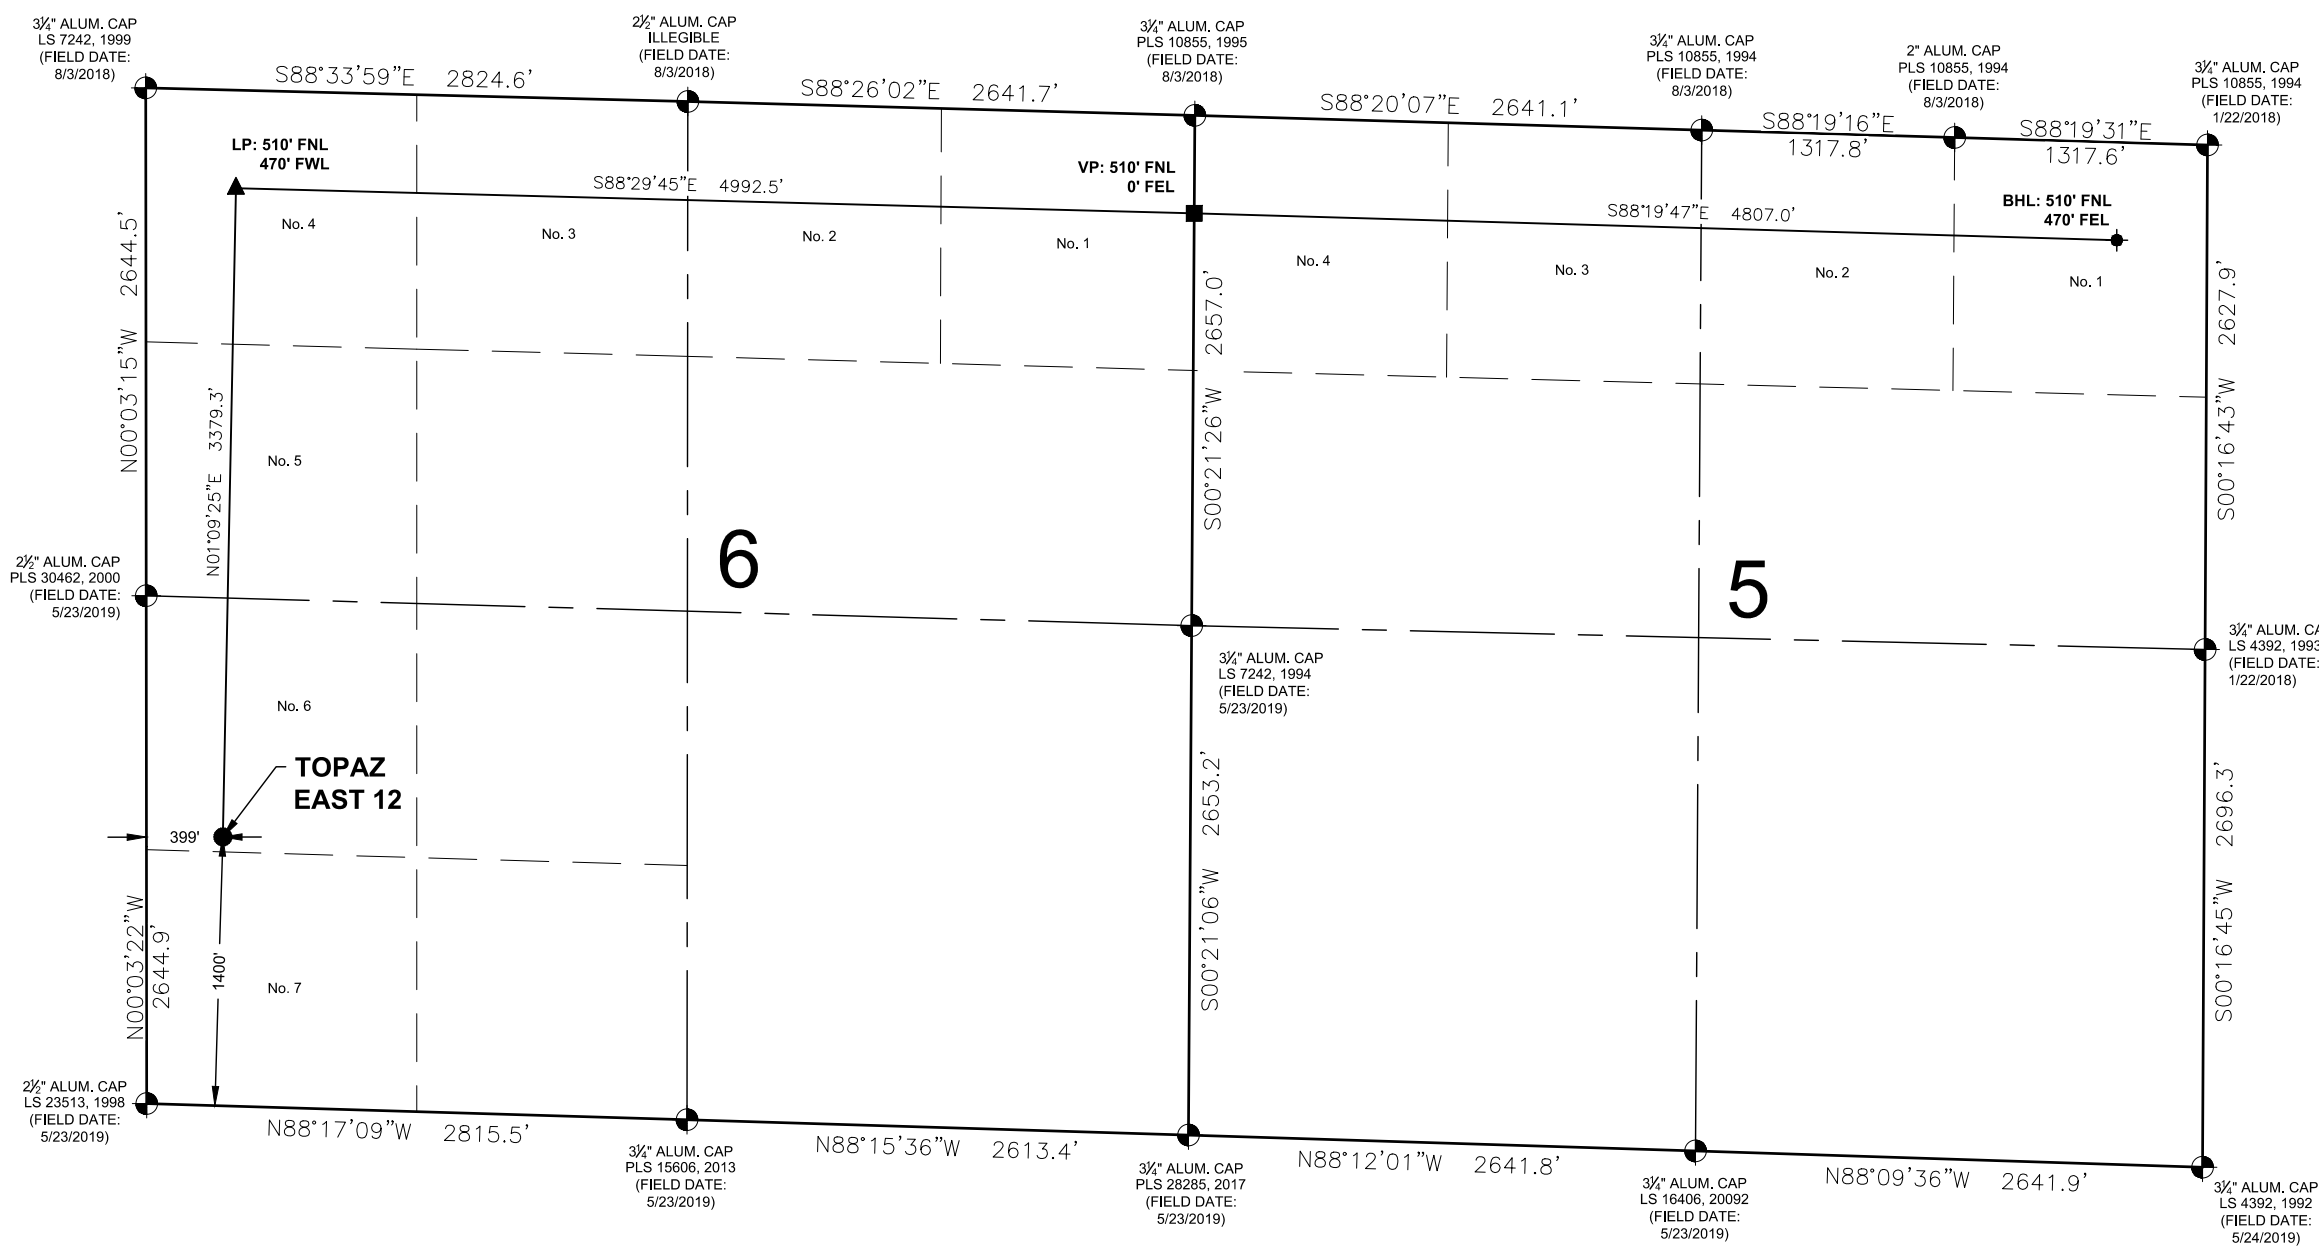 3¼" ALUM. CAP
LS 7242, 1999
(FIELD DATE:
8/3/2018)
2½" ALUM. CAP
ILLEGIBLE
(FIELD DATE:
8/3/2018)
3¼" ALUM. CAP
PLS 10855, 1995
(FIELD DATE:
8/3/2018)
3¼" ALUM. CAP
PLS 10855, 1994
(FIELD DATE:
8/3/2018)
2" ALUM. CAP
PLS 10855, 1994
(FIELD DATE:
8/3/2018)
3¼" ALUM. CAP
PLS 10855, 1994
(FIELD DATE:
1/22/2018)
S88°33'59"E 2824.6'
S88°26'02"E 2641.7'
S88°20'07"E 2641.1'
S88°19'16"E
1317.8'
S88°19'31"E
1317.6'
LP: 510' FNL
470' FWL
VP: 510' FNL
0' FEL
BHL: 510' FNL
470' FEL
S88°29'45"E 4992.5'
S88°19'47"E 4807.0'
No. 4
No. 3
No. 2
No. 1
No. 4
No. 3
No. 2
No. 1
N00°03'15"W 2644.5'
N01°09'25"E 3379.3'
S00°21'26"W 2657.0'
S00°16'43"W 2627.9'
No. 5
6
5
2½" ALUM. CAP
PLS 30462, 2000
(FIELD DATE:
5/23/2019)
3¼" ALUM. CAP
LS 7242, 1994
(FIELD DATE:
5/23/2019)
3¼" ALUM. CA
LS 4392, 1993
(FIELD DATE:
1/22/2018)
No. 6
TOPAZ
EAST 12
399'
1400'
No. 7
N00°03'22"W
2644.9'
S00°21'06"W 2653.2'
S00°16'45"W 2696.3'
2½" ALUM. CAP
LS 23513, 1998
(FIELD DATE:
5/23/2019)
N88°17'09"W 2815.5'
N88°15'36"W 2613.4'
N88°12'01"W 2641.8'
N88°09'36"W 2641.9'
3¼" ALUM. CAP
PLS 15606, 2013
(FIELD DATE:
5/23/2019)
3¼" ALUM. CAP
PLS 28285, 2017
(FIELD DATE:
5/23/2019)
3¼" ALUM. CAP
LS 16406, 20092
(FIELD DATE:
5/23/2019)
3¼" ALUM. CAP
LS 4392, 1992
(FIELD DATE:
5/24/2019)